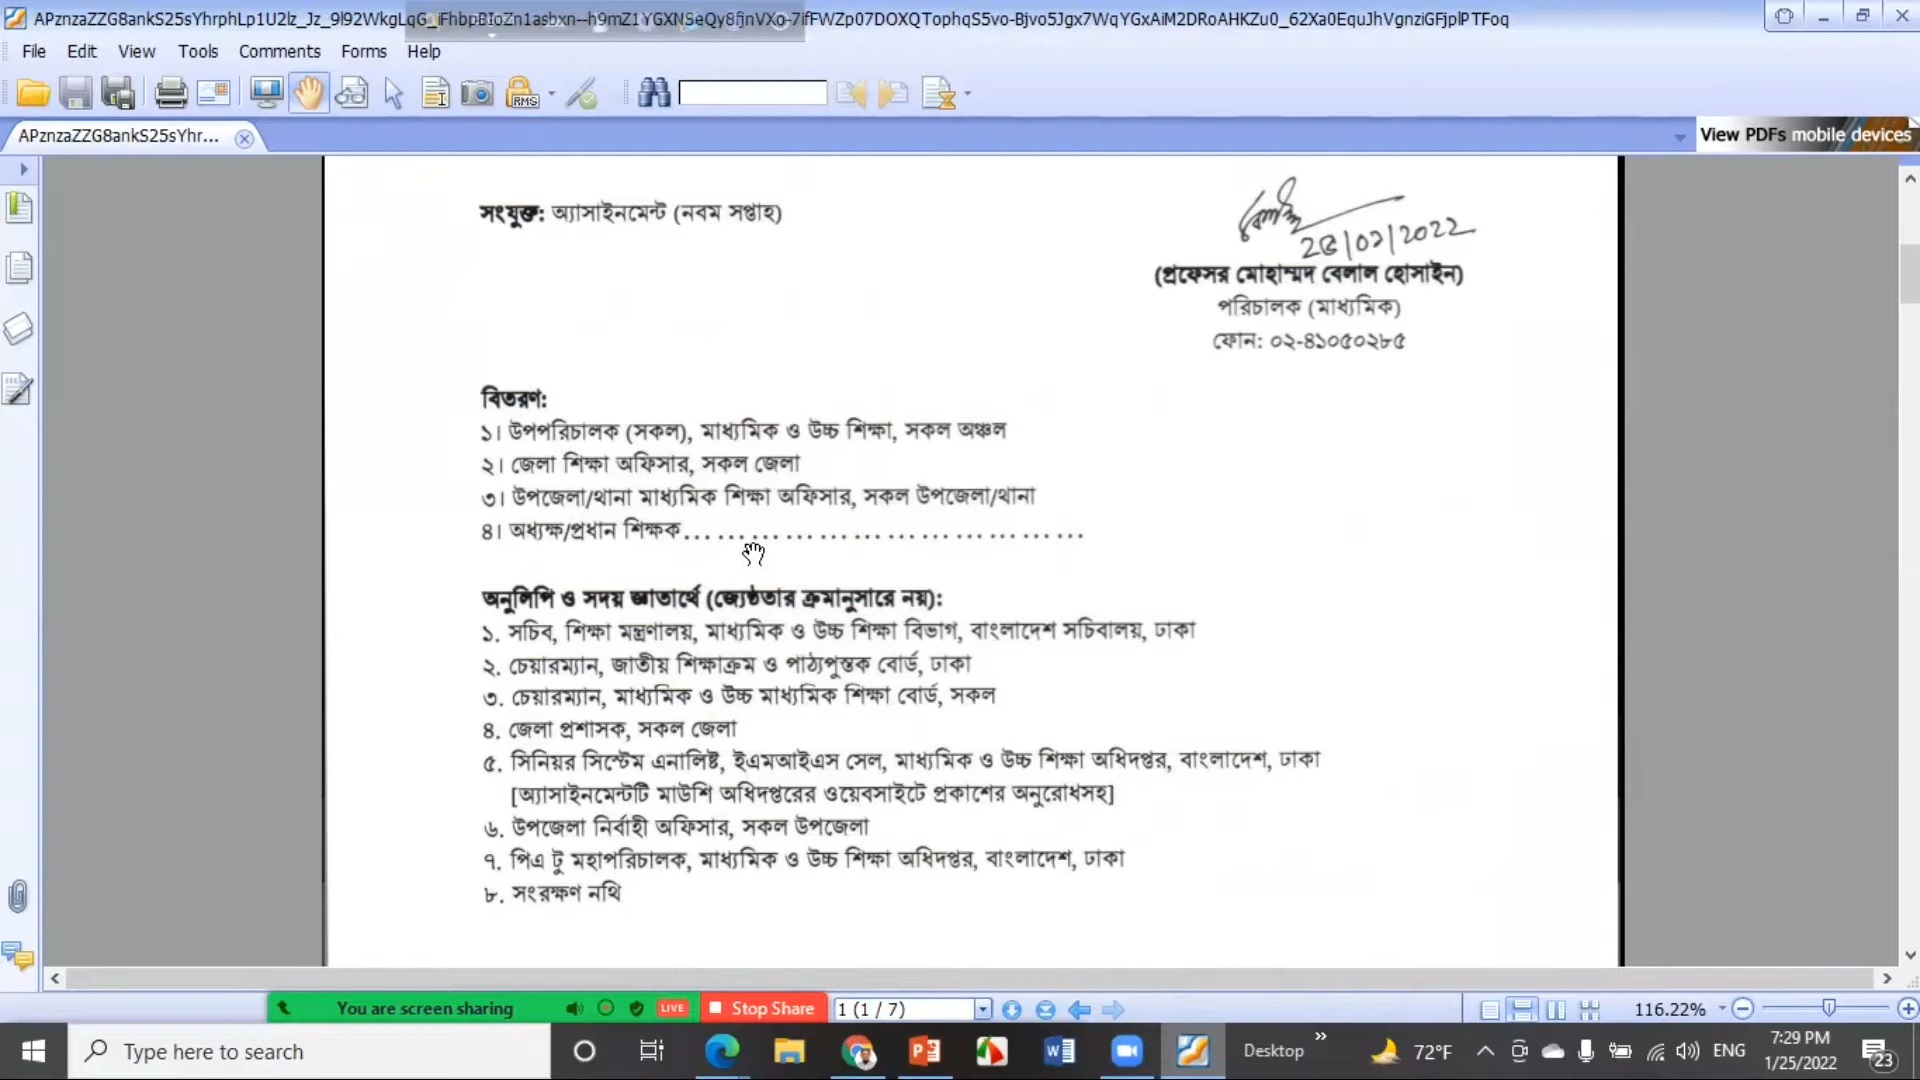 APznzaZZG8ankS25sYhrphLp1U2lz_Jz_9l92WkgLqG_iFhbpBIoZn1asbxn--h9mZ1YGXNSeQy8fjnVXo-7ifFWZp07DOXQTophqS5vo-Bjvo5Jgx7WqYGxAiM2DRoAHKZu0_62Xa0EquJhVgnziGFjplPTFoq
File Edit View Tools Comments Forms Help
RMS
APznzaZZG8ankS25sYhr...
View PDFs mobile devices
সংযুক্ত: অ্যাসাইনমেন্ট (নবম সপ্তাহ)
২৫/০১/২০২২
(প্রফেসর মোহাম্মদ বেলাল হোসাইন)
পরিচালক (মাধ্যমিক)
ফোন: ০২-৪১০৫০২৮৫
বিতরণ:
১। উপপরিচালক (সকল), মাধ্যমিক ও উচ্চ শিক্ষা, সকল অঞ্চল
২। জেলা শিক্ষা অফিসার, সকল জেলা
৩। উপজেলা/থানা মাধ্যমিক শিক্ষা অফিসার, সকল উপজেলা/থানা
৪। অধ্যক্ষ/প্রধান শিক্ষক... ... ... ... ... ... ... ... ... ... ... ...
অনুলিপি ও সদয় জ্ঞাতার্থে (জ্যেষ্ঠতার ক্রমানুসারে নয়):
১. সচিব, শিক্ষা মন্ত্রণালয়, মাধ্যমিক ও উচ্চ শিক্ষা বিভাগ, বাংলাদেশ সচিবালয়, ঢাকা
২. চেয়ারম্যান, জাতীয় শিক্ষাক্রম ও পাঠ্যপুস্তক বোর্ড, ঢাকা
৩. চেয়ারম্যান, মাধ্যমিক ও উচ্চ মাধ্যমিক শিক্ষা বোর্ড, সকল
৪. জেলা প্রশাসক, সকল জেলা
৫. সিনিয়র সিস্টেম এনালিষ্ট, ইএমআইএস সেল, মাধ্যমিক ও উচ্চ শিক্ষা অধিদপ্তর, বাংলাদেশ, ঢাকা
[অ্যাসাইনমেন্টটি মাউশি অধিদপ্তরের ওয়েবসাইটে প্রকাশের অনুরোধসহ]
৬. উপজেলা নির্বাহী অফিসার, সকল উপজেলা
৭. পিএ টু মহাপরিচালক, মাধ্যমিক ও উচ্চ শিক্ষা অধিদপ্তর, বাংলাদেশ, ঢাকা
৮. সংরক্ষণ নথি
You are screen sharing LIVE Stop Share 1 (1 / 7) 116.22%
Type here to search Desktop 72°F ENG 7:29 PM
1/25/2022 23